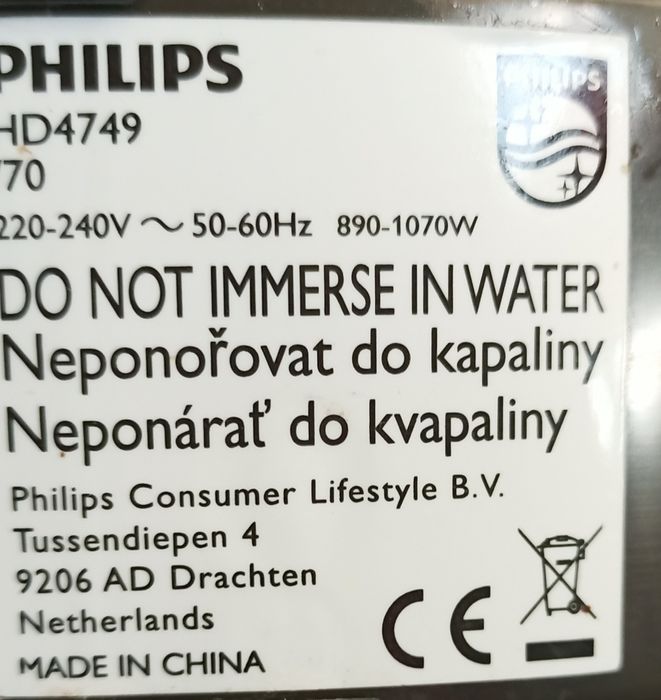 PHILIPS
PHILIPS
HD4749
/70
220-240V ~ 50-60Hz 890-1070W
DO NOT IMMERSE IN WATER
Neponořovat do kapaliny
Neponárať do kvapaliny
Philips Consumer Lifestyle B.V.
Tussendiepen 4
9206 AD Drachten
Netherlands
MADE IN CHINA
CE